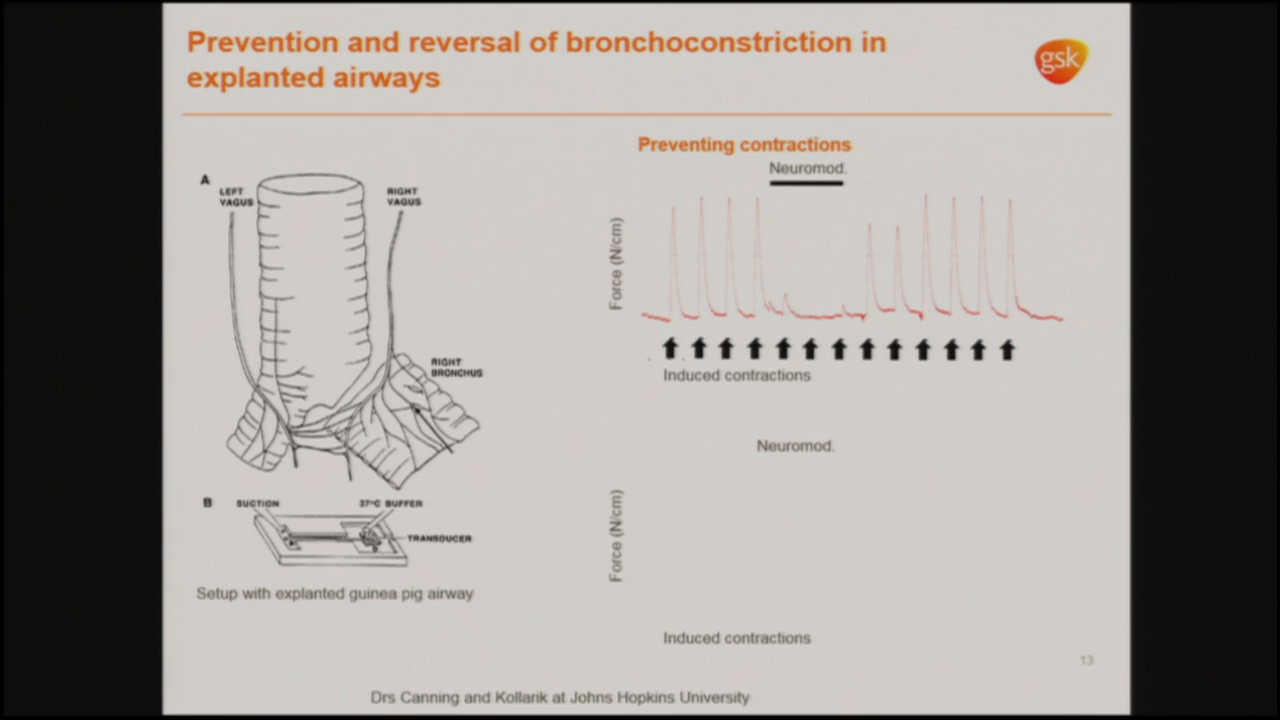 Prevention and reversal of bronchoconstriction in
explanted airways
gsk
Preventing contractions
Neuromod.
Force (N/cm)
Induced contractions
A
LEFT
VAGUS
RIGHT
VAGUS
RIGHT
BRONCHUS
B
SUCTION
37°C BUFFER
TRANSDUCER
Setup with explanted guinea pig airway
Neuromod.
Force (N/cm)
Induced contractions
13
Drs Canning and Kollarik at Johns Hopkins University